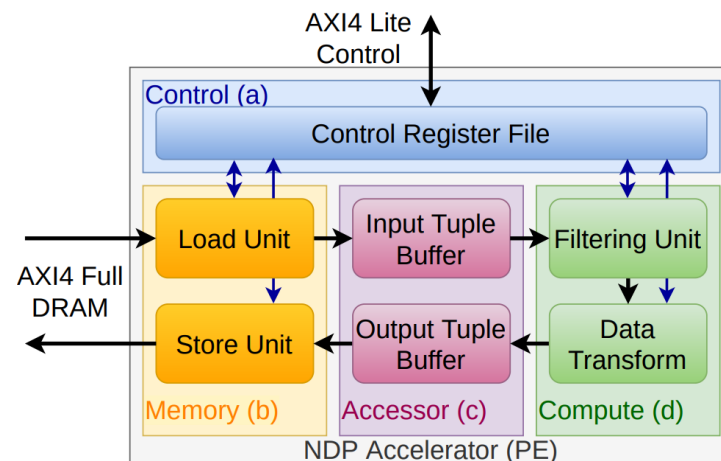 AXI4 Lite
Control
Control (a)
Control Register File
Load Unit
Input Tuple
Buffer
Filtering Unit
AXI4 Full
DRAM
Store Unit
Output Tuple
Buffer
Data
Transform
Memory (b)
Accessor (c)
Compute (d)
NDP Accelerator (PE)